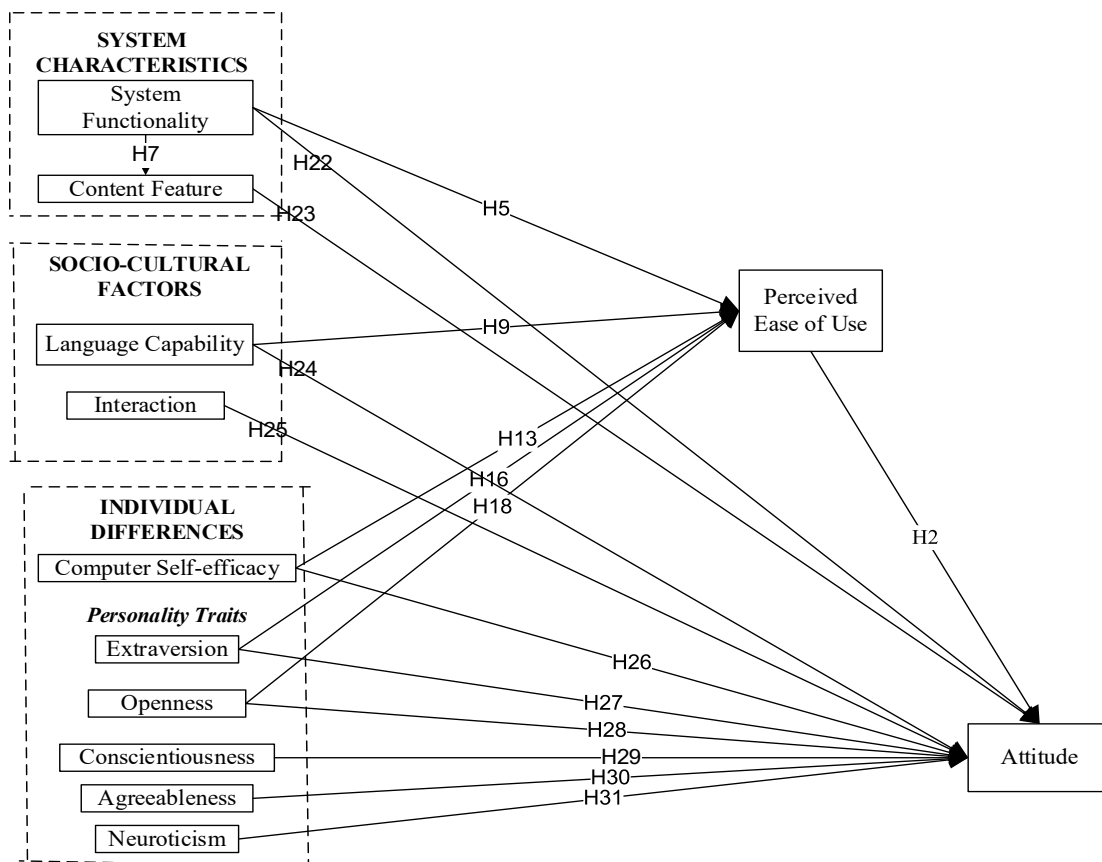 SYSTEM
CHARACTERISTICS
System
Functionality
H7
Content Feature
H22
H23
H5
SOCIO-CULTURAL
FACTORS
Language Capability
Interaction
H9
H24
H25
Perceived
Ease of Use
H13
H16
H18
H2
INDIVIDUAL
DIFFERENCES
Computer Self-efficacy
Personality Traits
Extraversion
Openness
Conscientiousness
Agreeableness
Neuroticism
H26
H27
H28
H29
H30
H31
Attitude